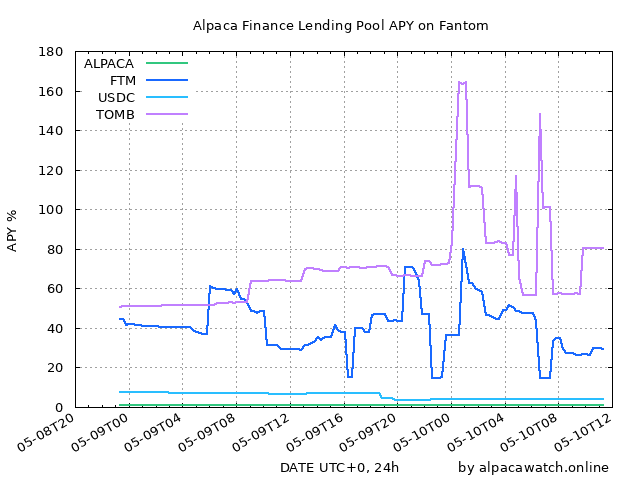 Alpaca Finance Lending Pool APY on Fantom
180
160
140
120
100
80
60
40
20
0
APY %
ALPACA
FTM
USDC
TOMB
05-08T20
05-09T00
05-09T04
05-09T08
05-09T12
05-09T16
05-09T20
05-10T00
05-10T04
05-10T08
05-10T12
DATE UTC+0, 24h
by alpacawatch.online